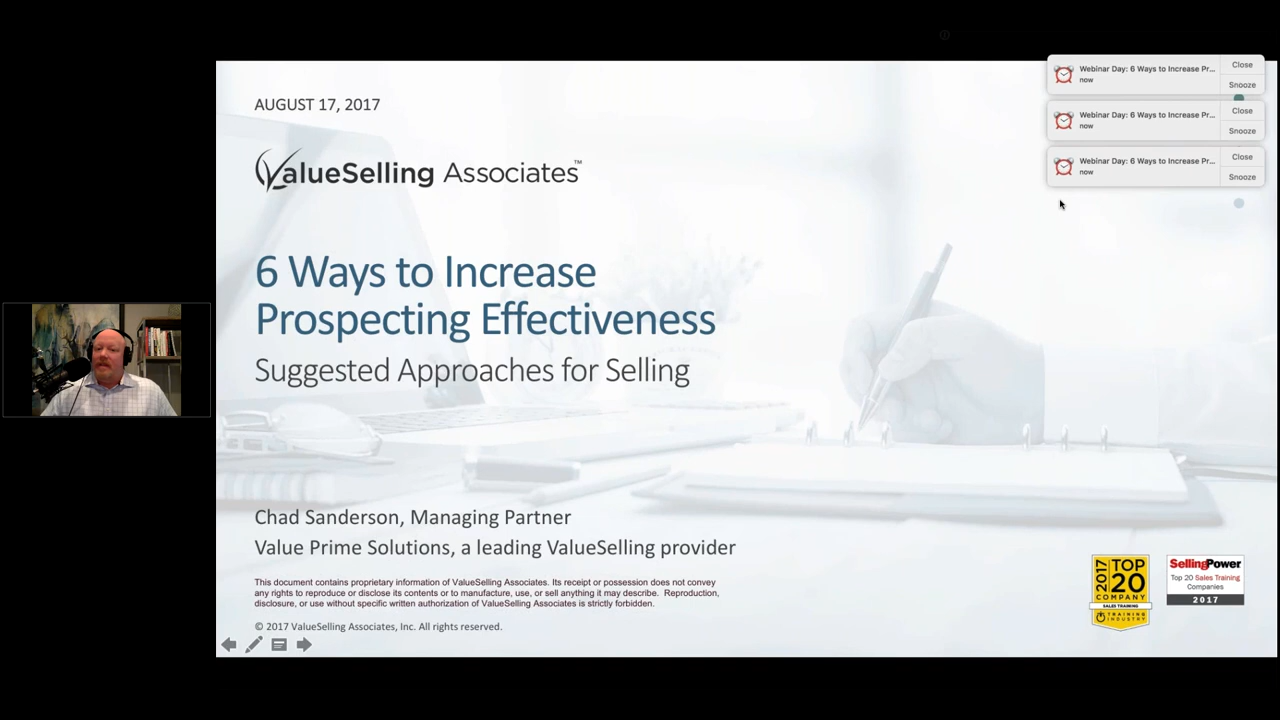 AUGUST 17, 2017
ValueSelling Associates™
6 Ways to Increase
Prospecting Effectiveness
Suggested Approaches for Selling
Chad Sanderson, Managing Partner
Value Prime Solutions, a leading ValueSelling provider
This document contains proprietary information of ValueSelling Associates. Its receipt or possession does not convey
any rights to reproduce or disclose its contents or to manufacture, use, or sell anything it may describe. Reproduction,
disclosure, or use without specific written authorization of ValueSelling Associates is strictly forbidden.
© 2017 ValueSelling Associates, Inc. All rights reserved.
Webinar Day: 6 Ways to Increase Pr...
now
Close
Snooze
Webinar Day: 6 Ways to Increase Pr...
now
Close
Snooze
Webinar Day: 6 Ways to Increase Pr...
now
Close
Snooze
2017
TOP
20
COMPANY
SALES TRAINING
TRAINING
INDUSTRY
SellingPower
Top 20 Sales Training
Companies
2017